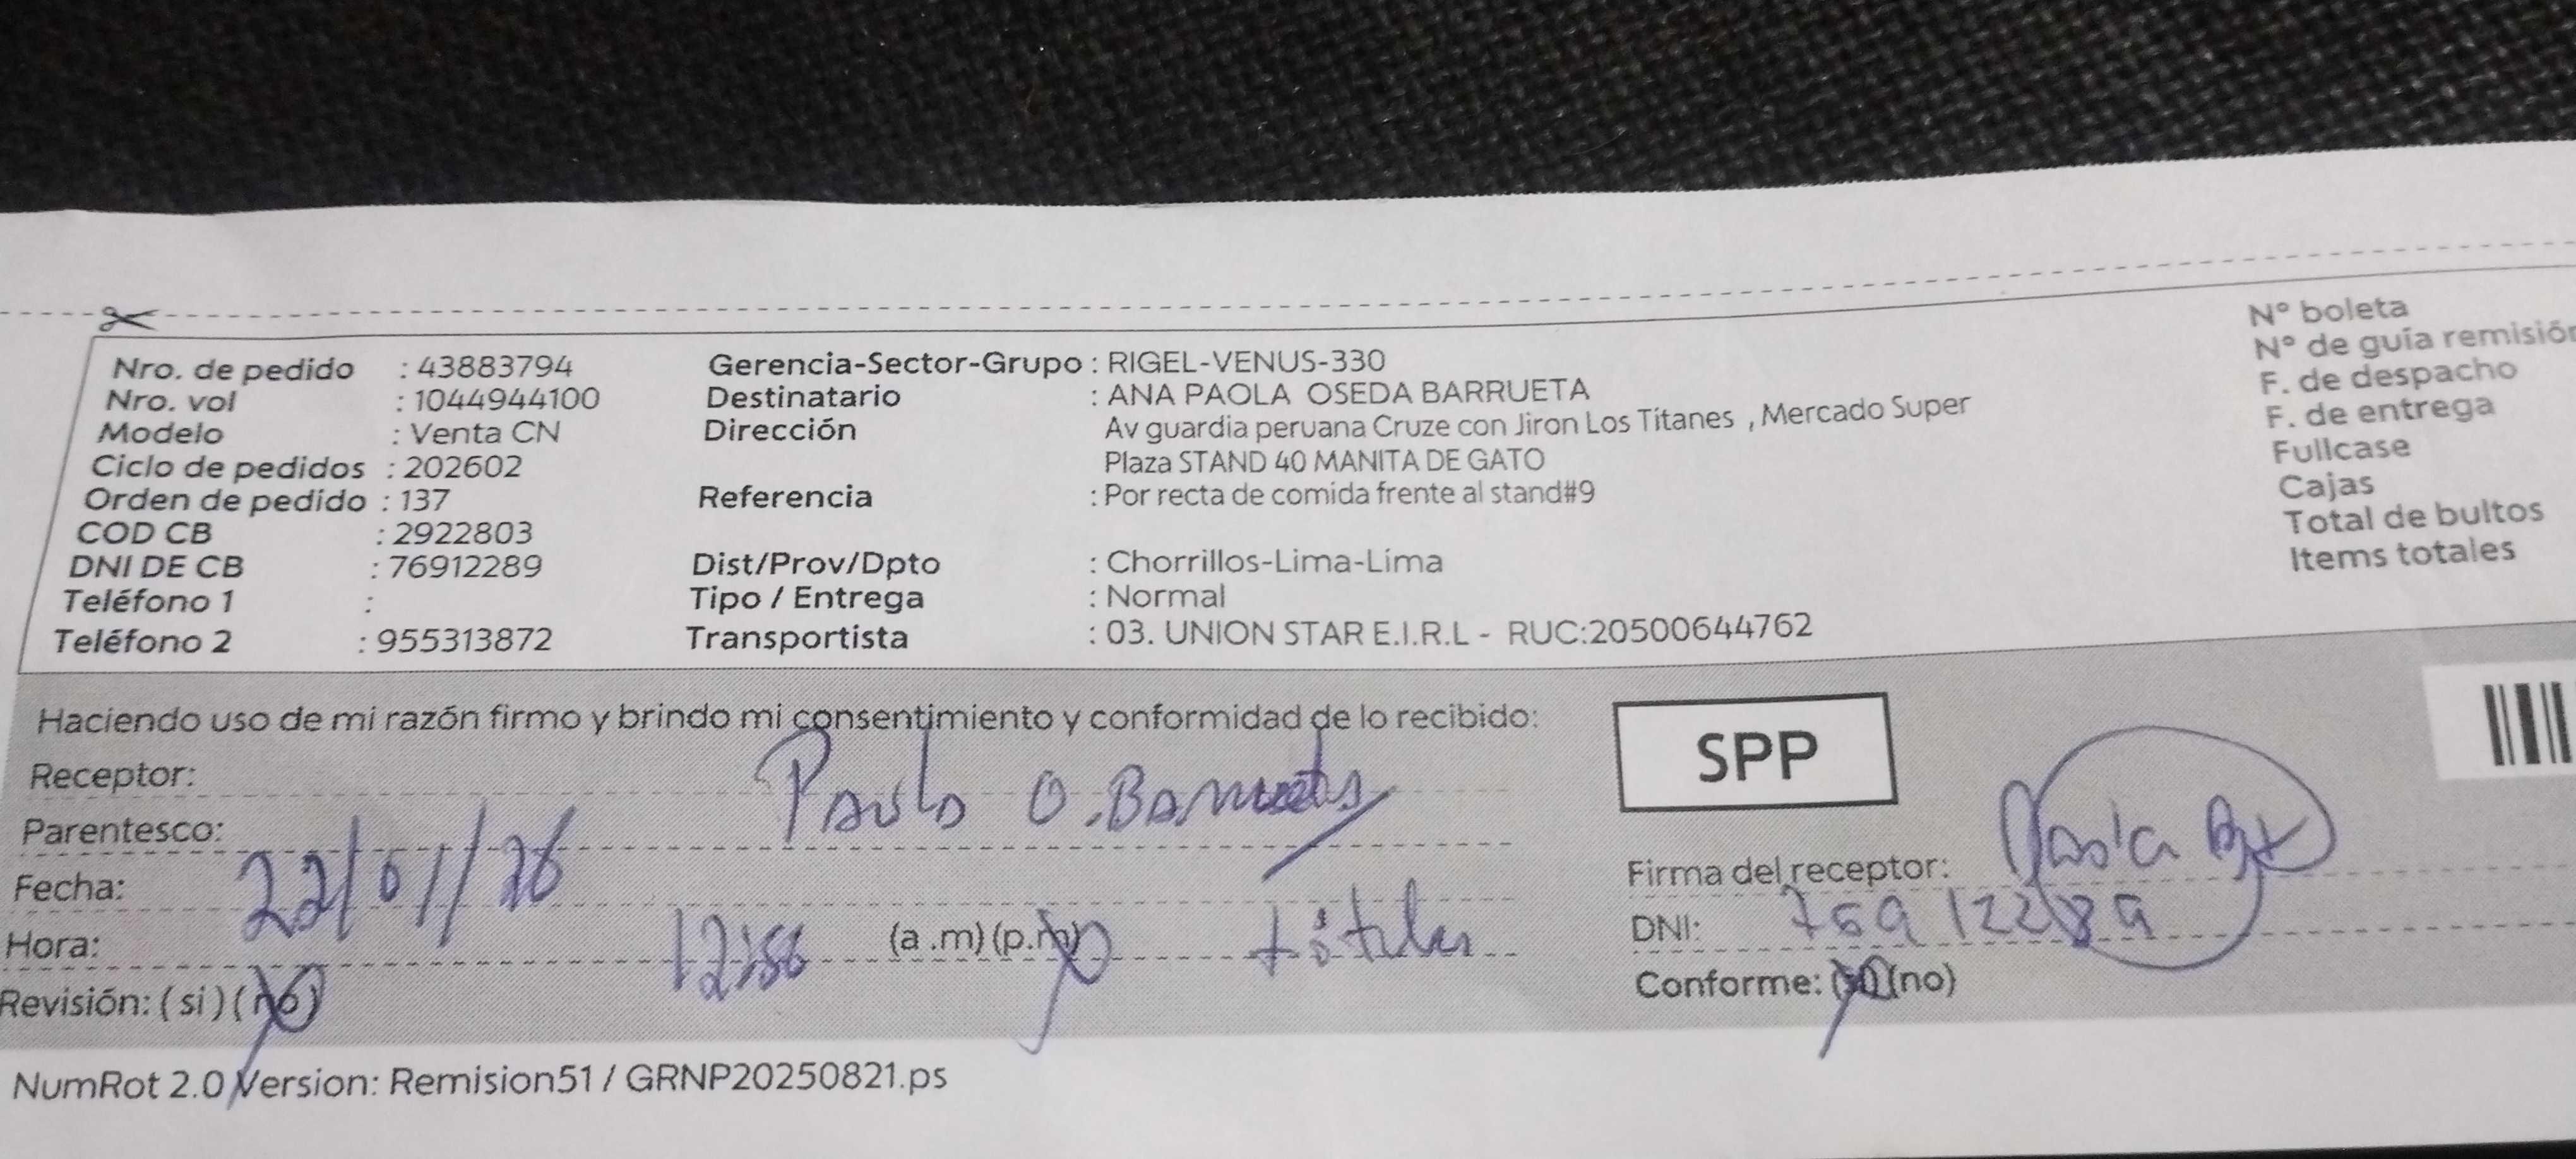 Nro. de pedido : 43883794
Nro. vol : 1044944100
Modelo : Venta CN
Ciclo de pedidos : 202602
Orden de pedido : 137
COD CB : 2922803
DNI DE CB : 76912289
Teléfono 1 :
Teléfono 2 : 955313872
Gerencia-Sector-Grupo : RIGEL-VENUS-330
Destinatario : ANA PAOLA OSEDA BARRUETA
Dirección Av guardia peruana Cruze con Jiron Los Titanes , Mercado Super
Plaza STAND 40 MANITA DE GATO
Referencia : Por recta de comida frente al stand#9
Dist/Prov/Dpto : Chorrillos-Lima-Lima
Tipo / Entrega : Normal
Transportista : 03. UNION STAR E.I.R.L - RUC:20500644762
N° boleta
N° de guía remisión
F. de despacho
F. de entrega
Fullcase
Cajas
Total de bultos
Items totales
Haciendo uso de mi razón firmo y brindo mi consentimiento y conformidad de lo recibido:
Receptor: Paola O. Barrueta
Parentesco:
Fecha: 22/01/26
Hora: 12:56 (a .m) (p.m)
Revisión: ( si ) ( no )
SPP
Firma del receptor:
DNI: 76912289
Conforme: (si) (no)
NumRot 2.0 Version: Remision51 / GRNP20250821.ps